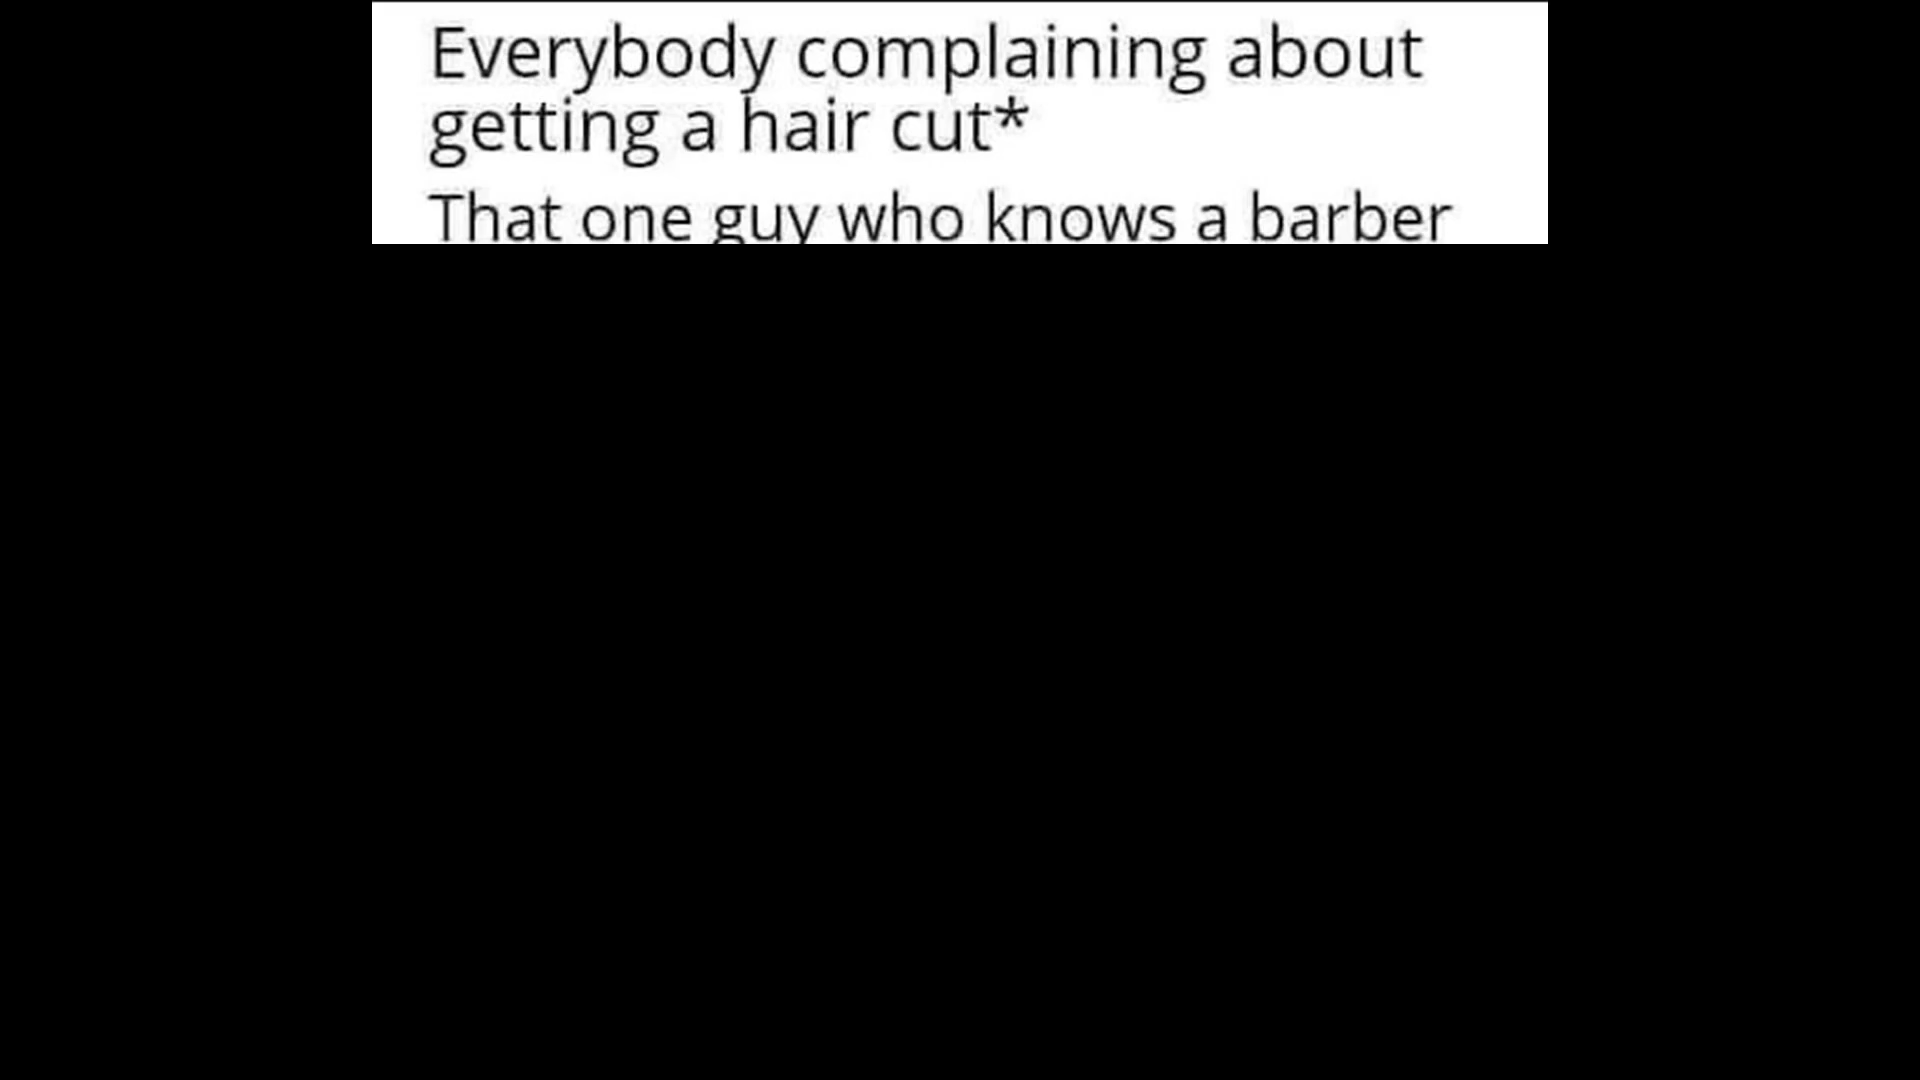 Everybody complaining about
getting a hair cut*
That one guy who knows a barber